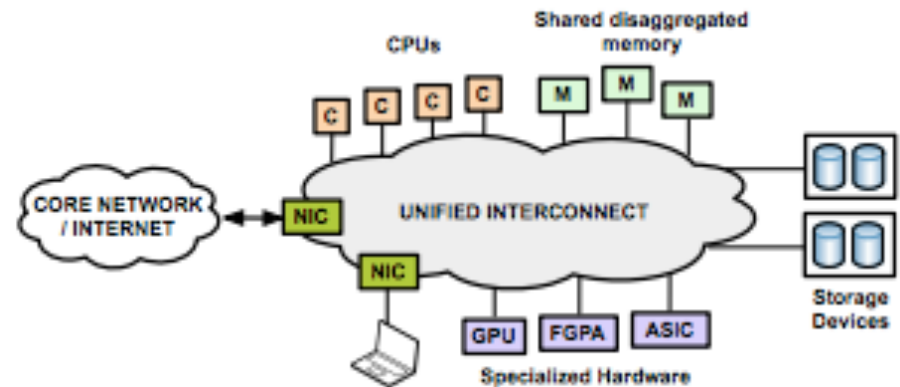 CPUs
Shared disaggregated
memory
C
C
C
C
M
M
M
CORE NETWORK
/ INTERNET
NIC
UNIFIED INTERCONNECT
NIC
GPU
FGPA
ASIC
Storage
Devices
Specialized Hardware